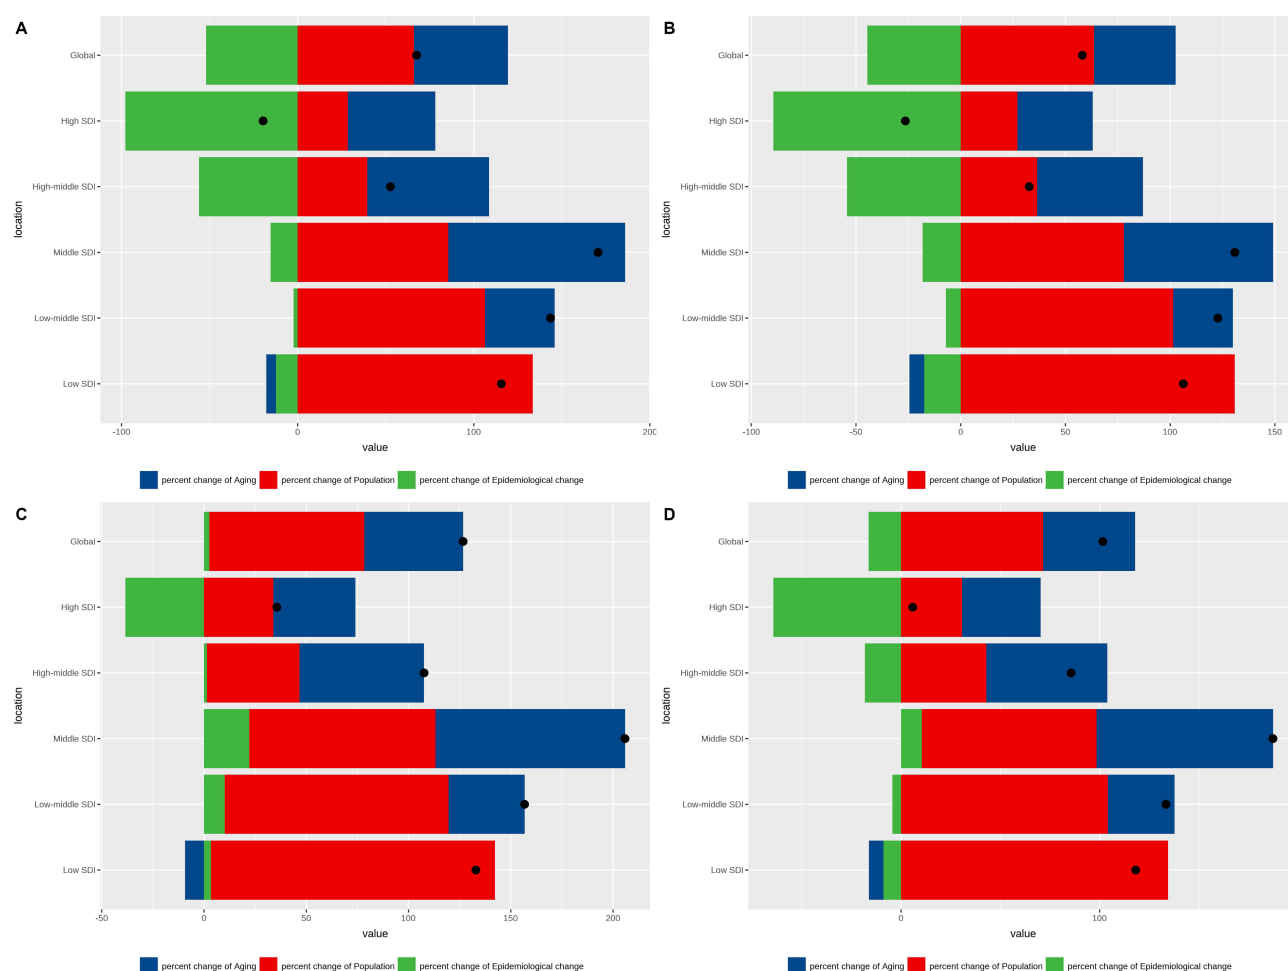 A
location
Global
High SDI
High-middle SDI
Middle SDI
Low-middle SDI
Low SDI
-100 0 100 200
value
percent change of Aging percent change of Population percent change of Epidemiological change
B
location
Global
High SDI
High-middle SDI
Middle SDI
Low-middle SDI
Low SDI
-100 -50 0 50 100 150
value
percent change of Aging percent change of Population percent change of Epidemiological change
C
location
Global
High SDI
High-middle SDI
Middle SDI
Low-middle SDI
Low SDI
-50 0 50 100 150 200
value
percent change of Aging percent change of Population percent change of Epidemiological change
D
location
Global
High SDI
High-middle SDI
Middle SDI
Low-middle SDI
Low SDI
0 100
value
percent change of Aging percent change of Population percent change of Epidemiological change